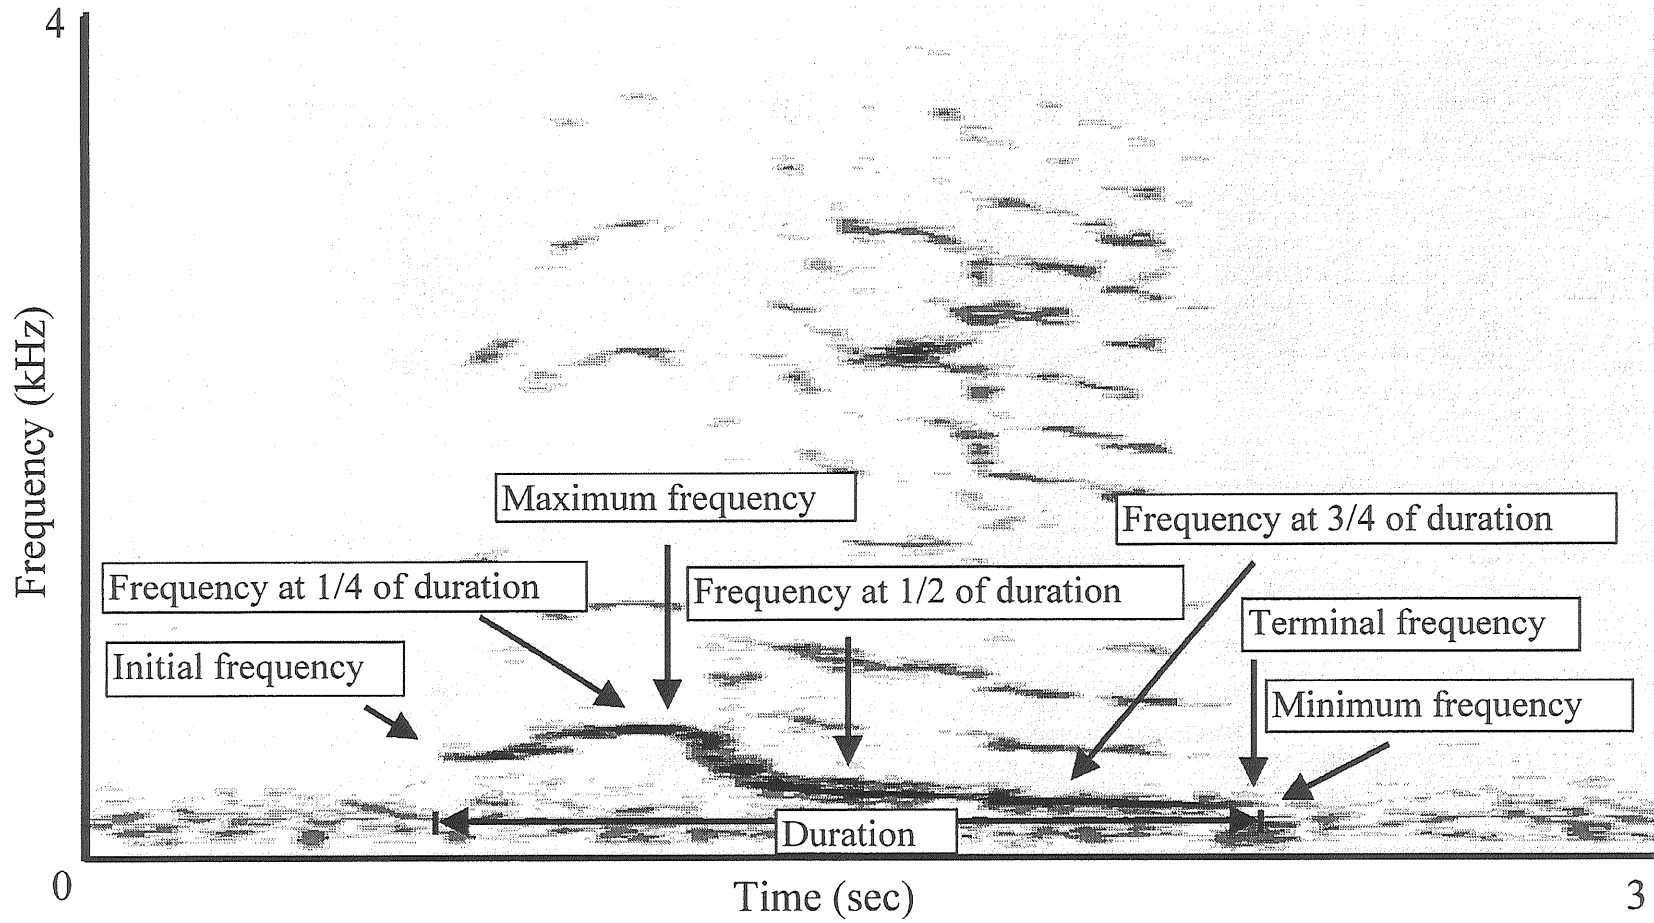 4
Maximum frequency
Frequency at 3/4 of duration
Frequency at 1/4 of duration
Frequency at 1/2 of duration
Terminal frequency
Initial frequency
Minimum frequency
Frequency (kHz)
Duration
0
Time (sec)
3